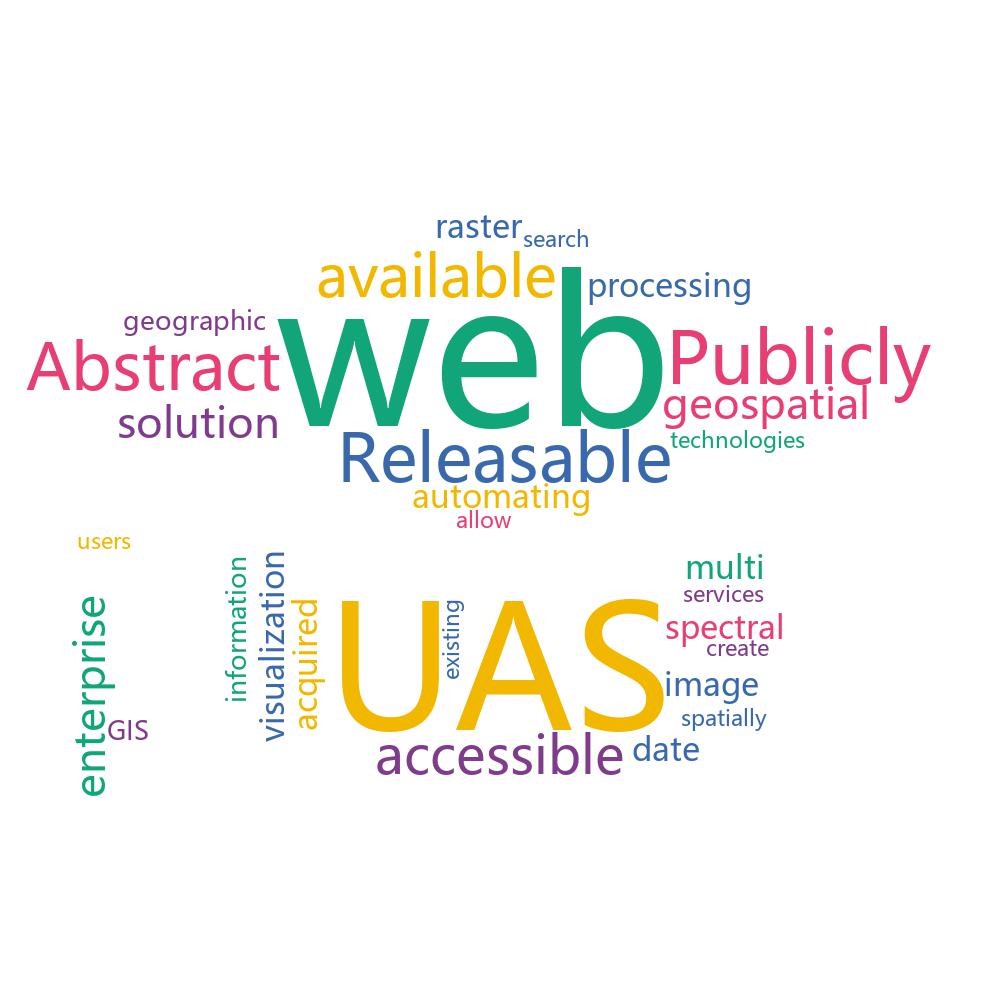 raster
search
available
processing
geographic
web
Abstract
Publicly
solution
geospatial
technologies
Releasable
automating
allow
users
information
visualization
acquired
enterprise
GIS
UAS
existing
multi
services
spectral
create
image
spatially
accessible
date